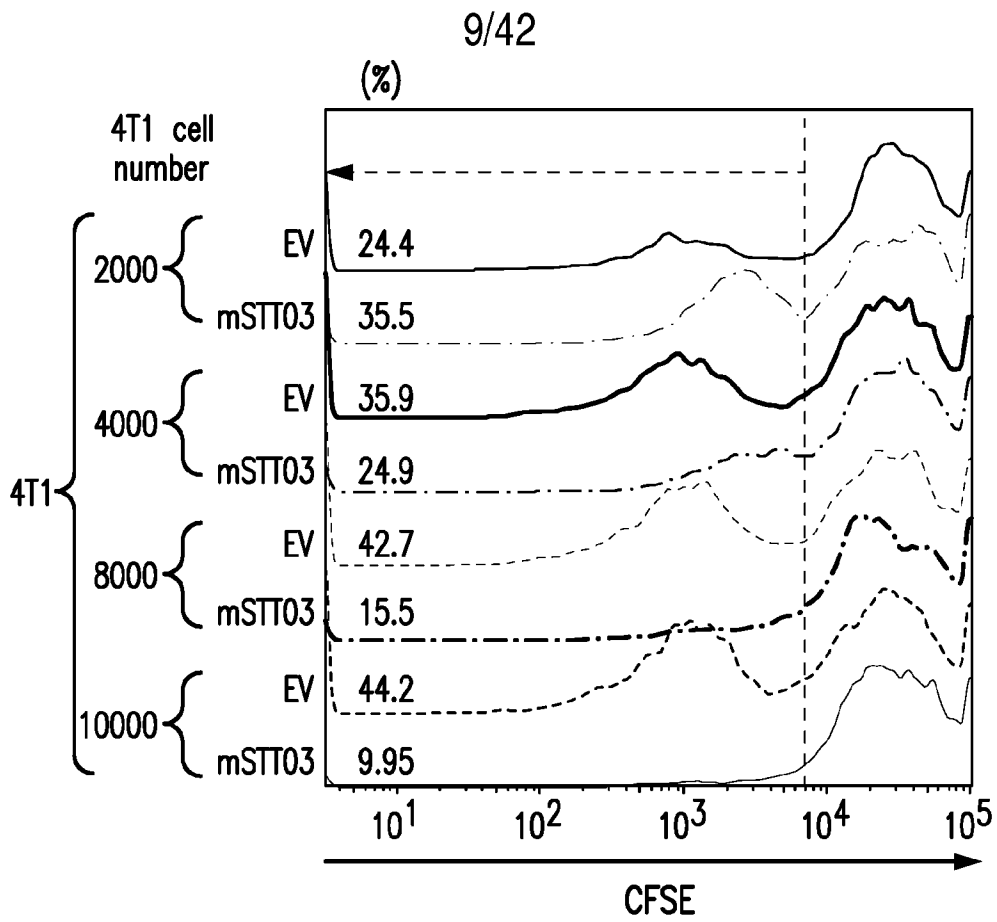 9/42
(%)
4T1 cell
number
EV 24.4
2000
mSTT03 35.5
EV 35.9
4000
mSTT03 24.9
4T1
EV 42.7
8000
mSTT03 15.5
EV 44.2
10000
mSTT03 9.95
10¹ 10² 10³ 10⁴ 10⁵
CFSE